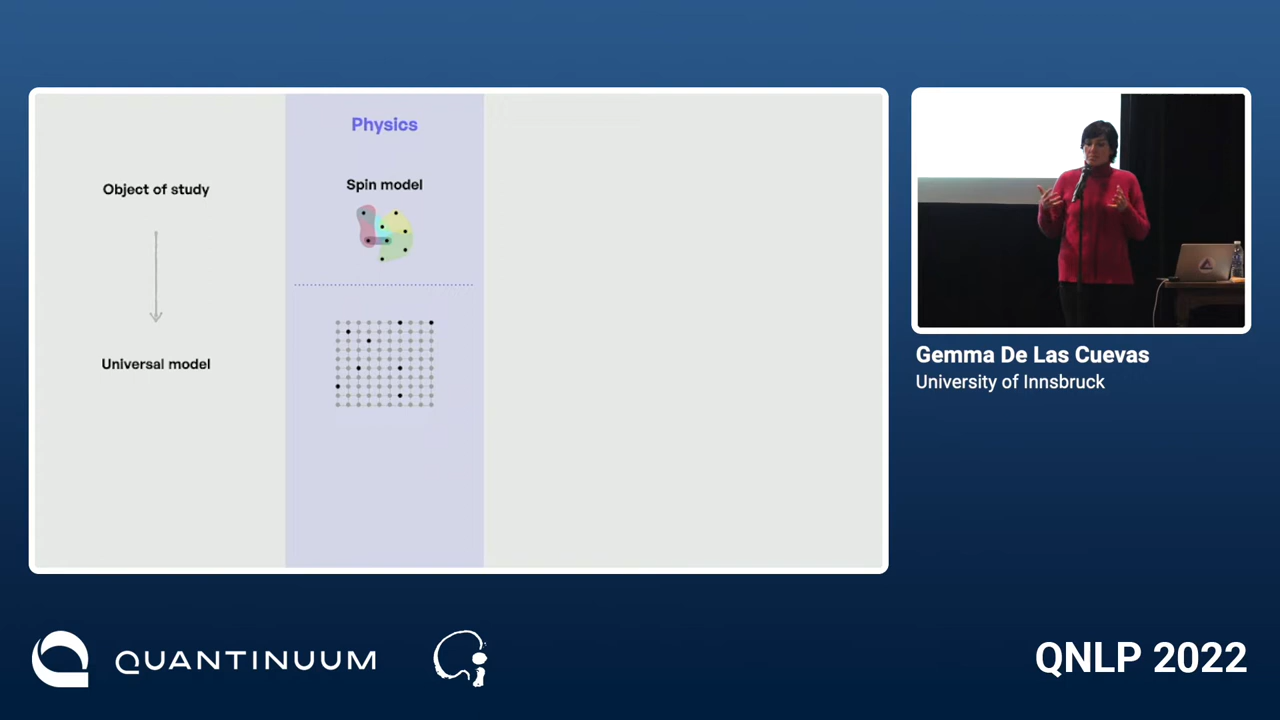 Physics
Object of study
Spin model
Universal model
Gemma De Las Cuevas
University of Innsbruck
QUANTINUUM
QNLP 2022